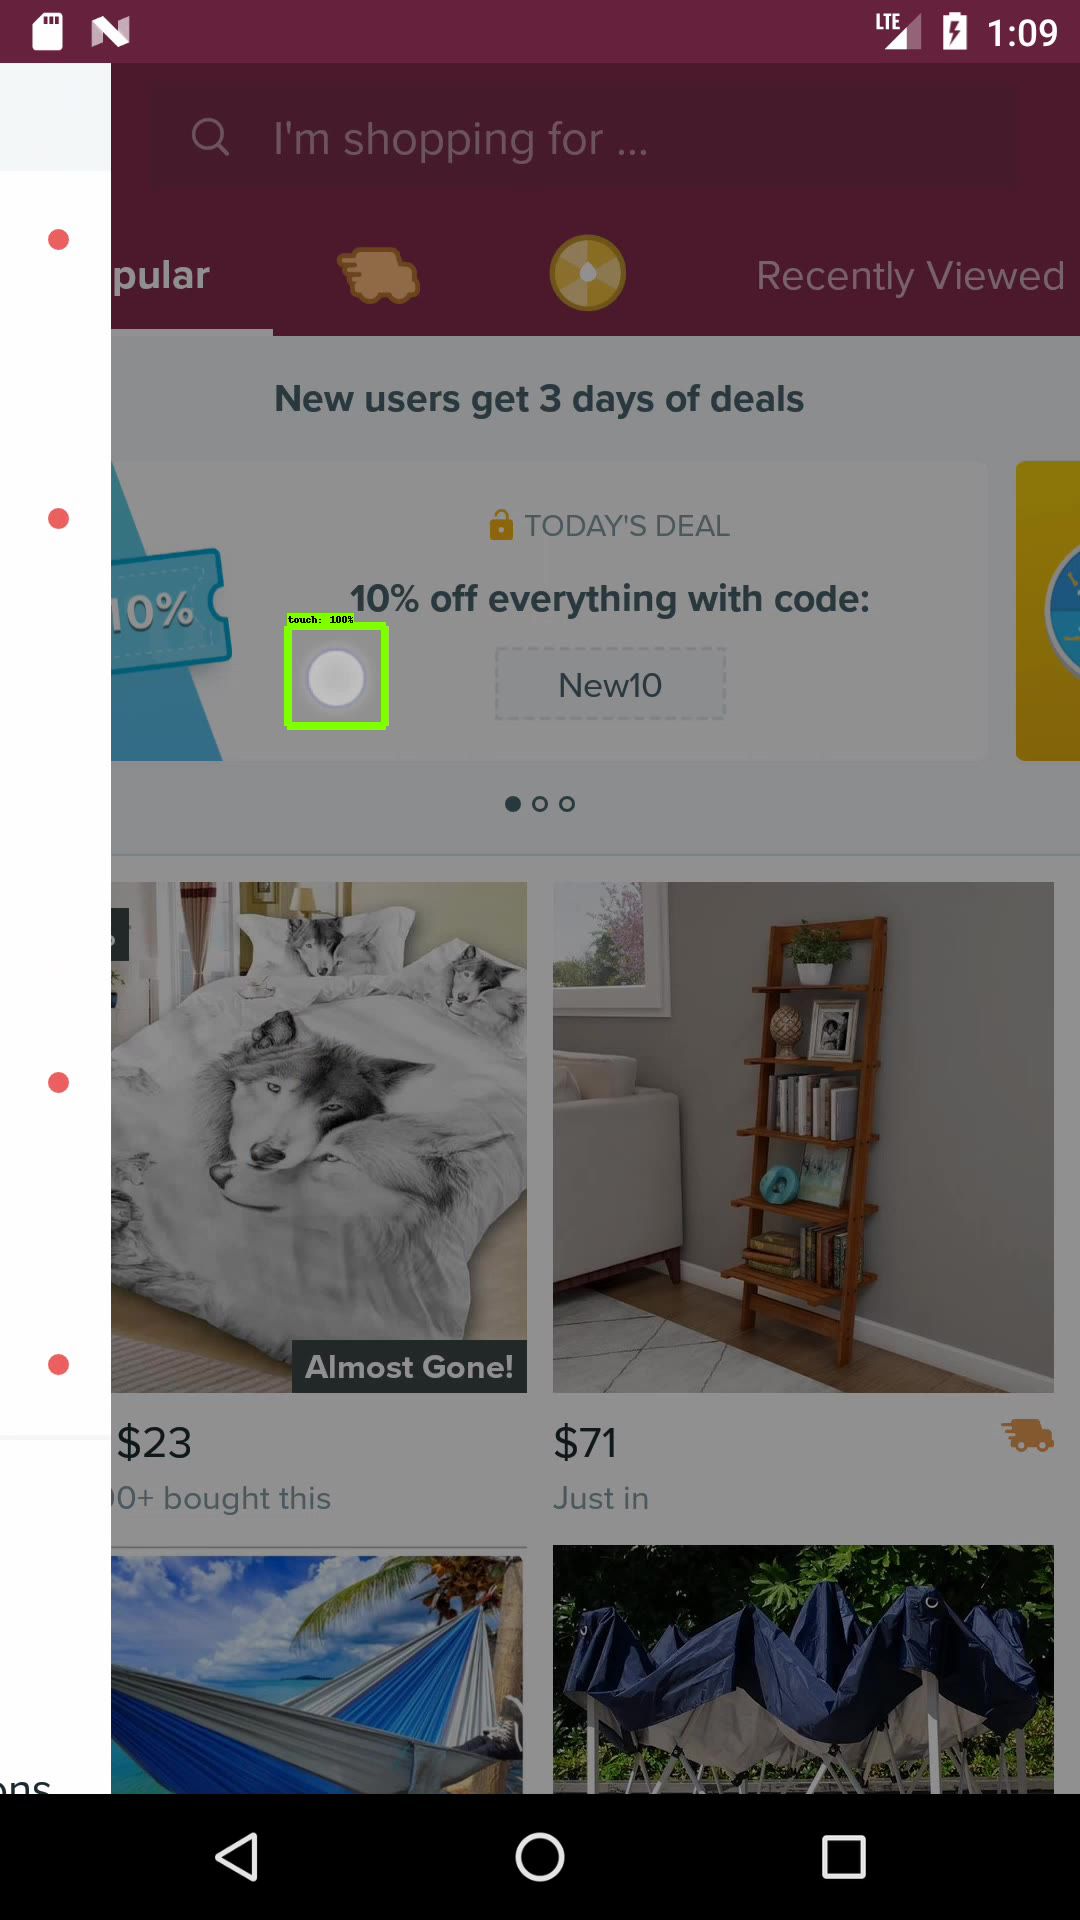 LTE 1:09
I'm shopping for ...
pular
Recently Viewed
New users get 3 days of deals
TODAY'S DEAL
10%
10% off everything with code:
touch: 100%
New10
Almost Gone!
$23
$71
0+ bought this
Just in
ons